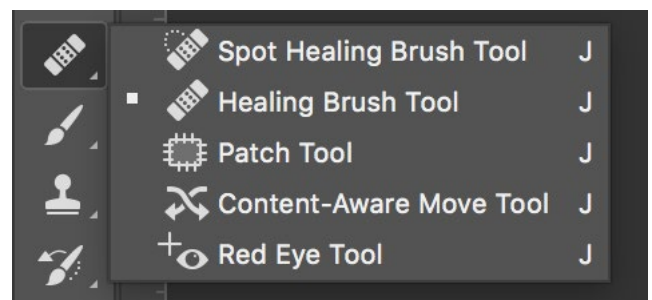 Spot Healing Brush Tool J
Healing Brush Tool J
Patch Tool J
Content-Aware Move Tool J
Red Eye Tool J